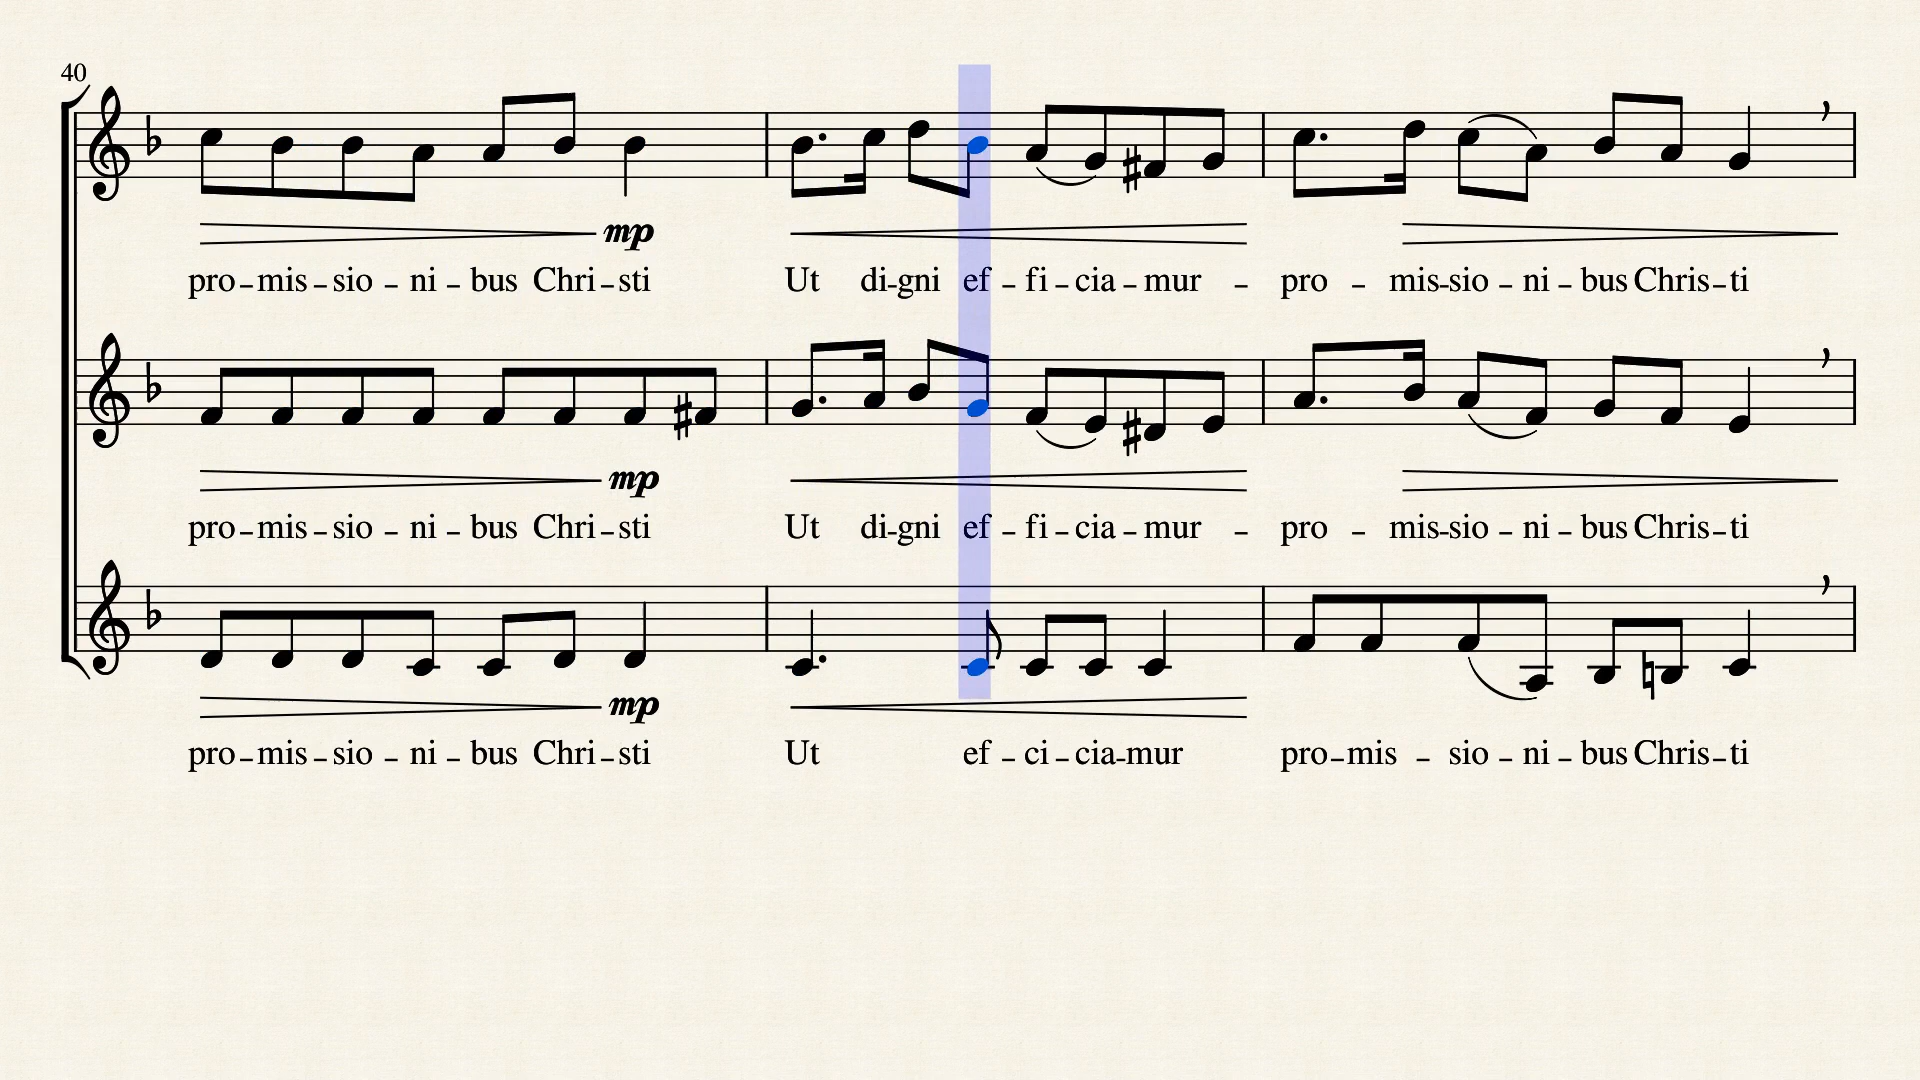 40
mp
pro-mis-sio-ni-bus Chri-sti Ut di-gni ef-fi-cia-mur - pro - mis-sio-ni-bus Chris-ti
mp
pro-mis-sio-ni-bus Chri-sti Ut di-gni ef-fi-cia-mur - pro - mis-sio-ni-bus Chris-ti
mp
pro-mis-sio-ni-bus Chri-sti Ut ef-ci-cia-mur pro-mis - sio-ni-bus Chris-ti